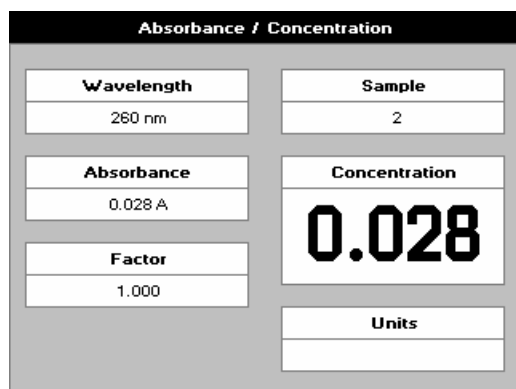 Absorbance / Concentration
Wavelength
260 nm
Absorbance
0.028 A
Factor
1.000
Sample
2
Concentration
0.028
Units